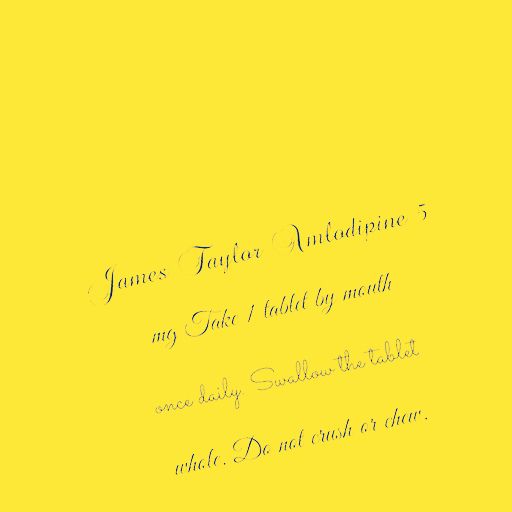 James Taylor Amlodipine 5
mg Take 1 tablet by mouth
once daily. Swallow the tablet
whole. Do not crush or chew.